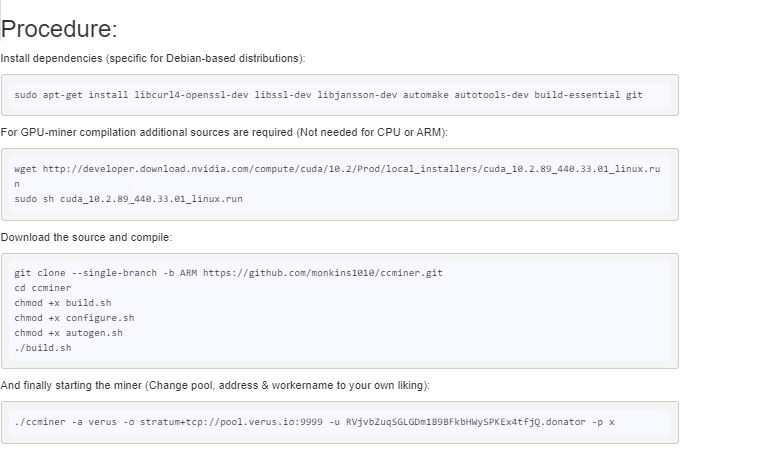 Procedure:
Install dependencies (specific for Debian-based distributions):
sudo apt-get install libcurl4-openssl-dev libssl-dev libjansson-dev automake autotools-dev build-essential git
For GPU-miner compilation additional sources are required (Not needed for CPU or ARM):
wget http://developer.download.nvidia.com/compute/cuda/10.2/Prod/local_installers/cuda_10.2.89_440.33.01_linux.ru
n
sudo sh cuda_10.2.89_440.33.01_linux.run
Download the source and compile:
git clone --single-branch -b ARM https://github.com/monkins1010/ccminer.git
cd ccminer
chmod +x build.sh
chmod +x configure.sh
chmod +x autogen.sh
./build.sh
And finally starting the miner (Change pool, address & workername to your own liking):
./ccminer -a verus -o stratum+tcp://pool.verus.io:9999 -u RVjvbZuqSGLGDm1B9BFkbHWySPKEx4tfjQ.donator -p x